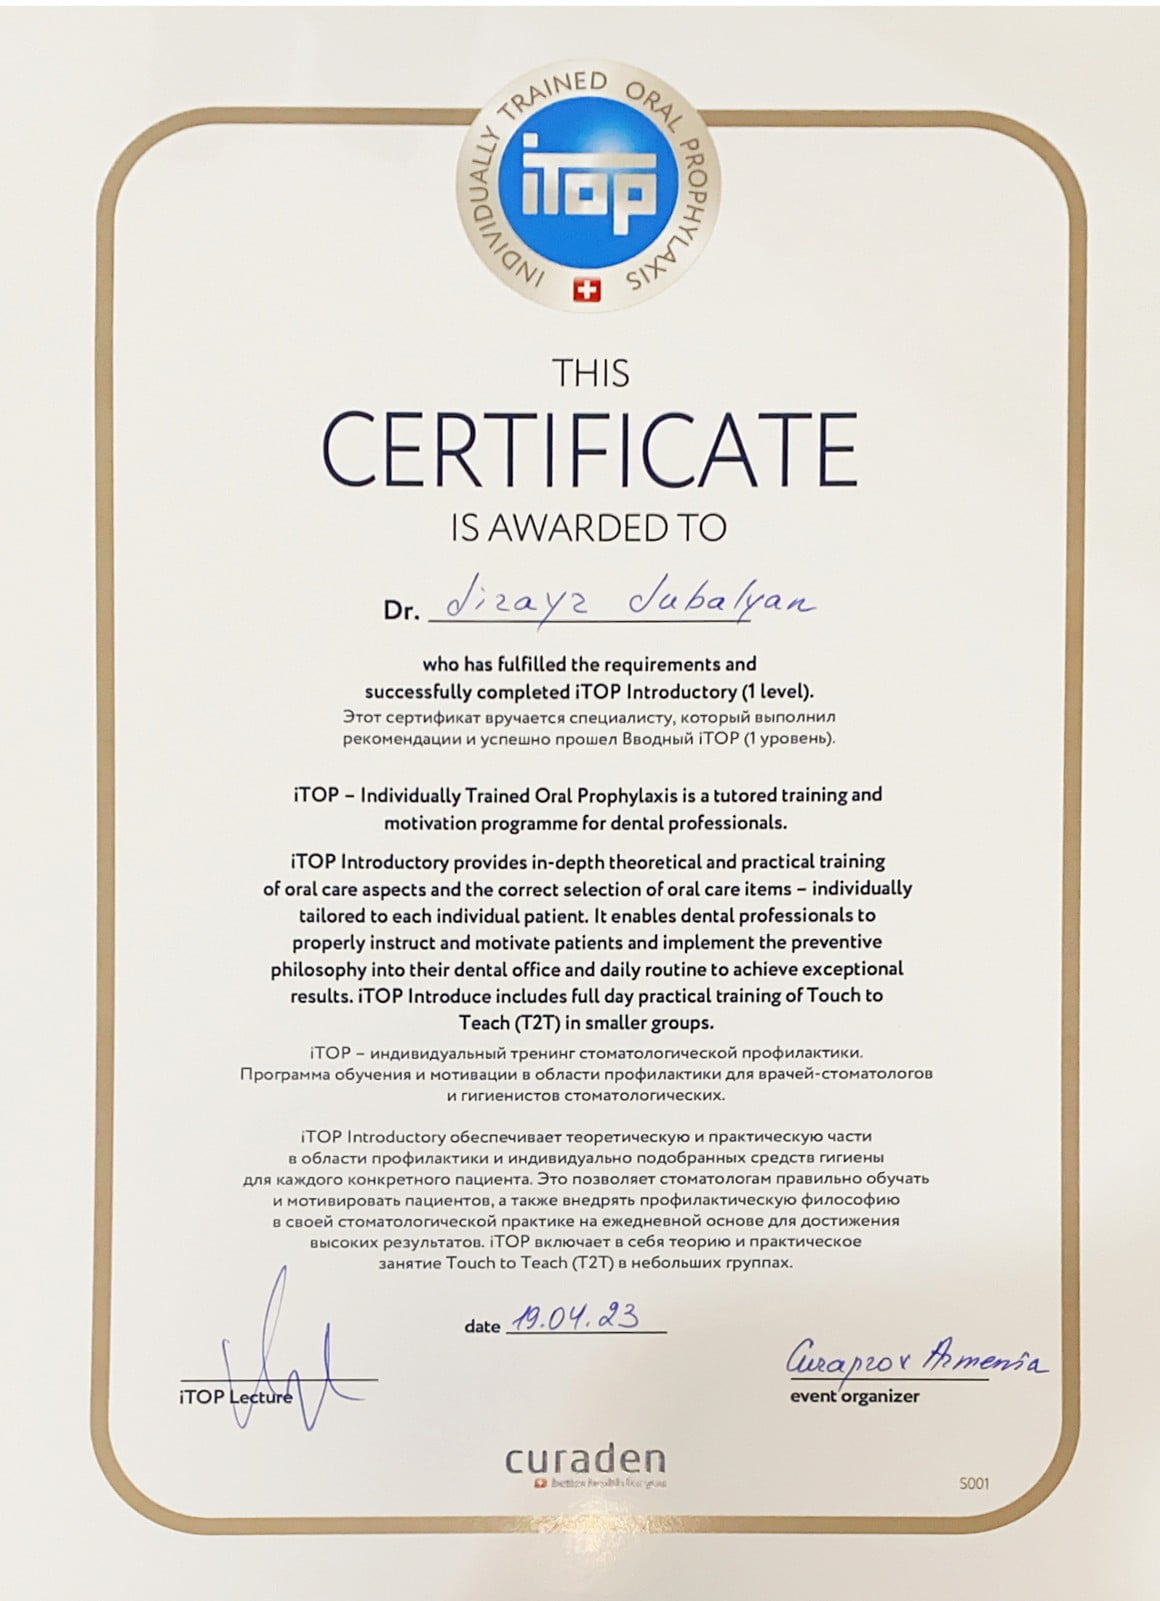 INDIVIDUALLY TRAINED ORAL PROPHYLAXIS
iTOP
THIS
CERTIFICATE
IS AWARDED TO
Dr.
who has fulfilled the requirements and
successfully completed iTOP Introductory (1 level).
Этот сертификат вручается специалисту, который выполнил
рекомендации и успешно прошел Вводный iTOP (1 уровень).
iTOP – Individually Trained Oral Prophylaxis is a tutored training and
motivation programme for dental professionals.
iTOP Introductory provides in-depth theoretical and practical training
of oral care aspects and the correct selection of oral care items – individually
tailored to each individual patient. It enables dental professionals to
properly instruct and motivate patients and implement the preventive
philosophy into their dental office and daily routine to achieve exceptional
results. iTOP Introduce includes full day practical training of Touch to
Teach (T2T) in smaller groups.
iTOP – индивидуальный тренинг стоматологической профилактики.
Программа обучения и мотивации в области профилактики для врачей-стоматологов
и гигиенистов стоматологических.
iTOP Introductory обеспечивает теоретическую и практическую части
в области профилактики и индивидуально подобранных средств гигиены
для каждого конкретного пациента. Это позволяет стоматологам правильно обучать
и мотивировать пациентов, а также внедрять профилактическую философию
в своей стоматологической практике на ежедневной основе для достижения
высоких результатов. iTOP включает в себя теорию и практическое
занятие Touch to Teach (T2T) в небольших группах.
date 19.04.23
Armenia
iTOP Lecture
event organizer
curaden
S001